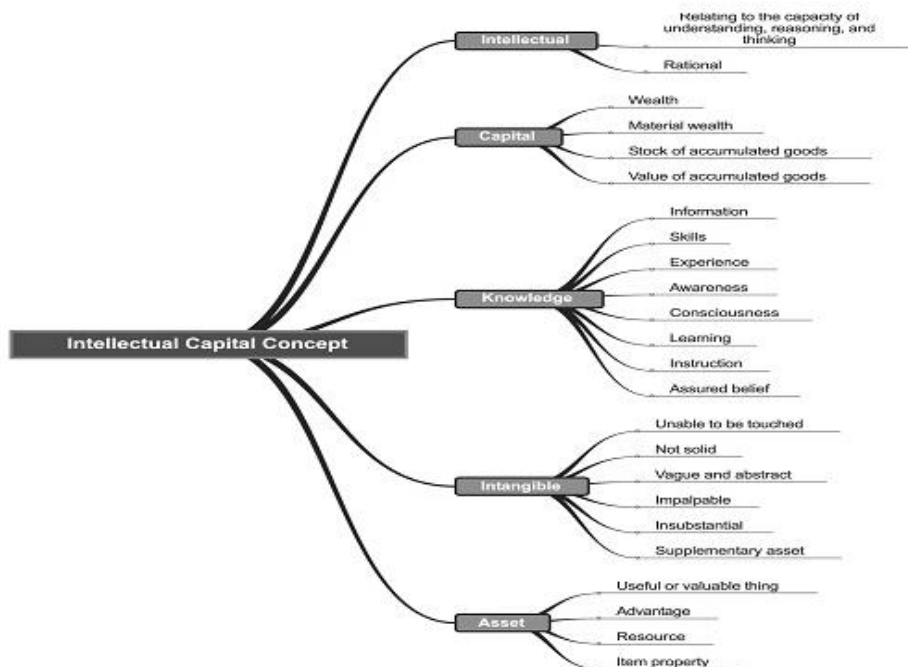 Intellectual Capital Concept
Intellectual
Relating to the capacity of
understanding, reasoning, and
thinking
Rational
Capital
Wealth
Material wealth
Stock of accumulated goods
Value of accumulated goods
Knowledge
Information
Skills
Experience
Awareness
Consciousness
Learning
Instruction
Assured belief
Intangible
Unable to be touched
Not solid
Vague and abstract
Impalpable
Insubstantial
Supplementary asset
Asset
Useful or valuable thing
Advantage
Resource
Item property